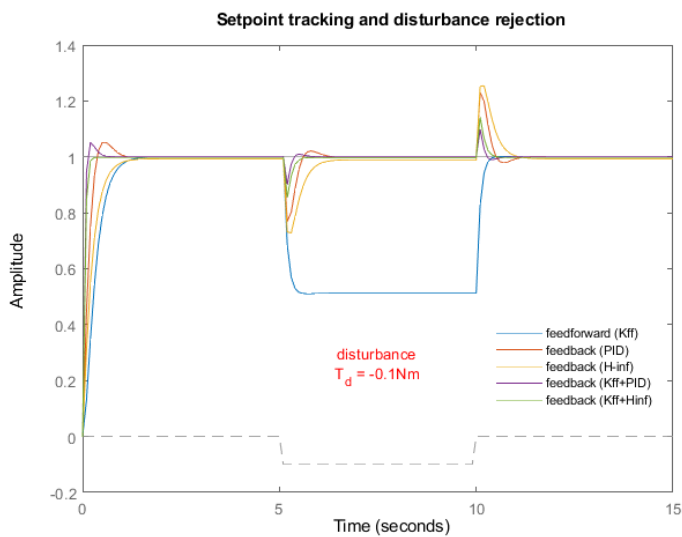 Setpoint tracking and disturbance rejection
1.4
1.2
1
0.8
0.6
0.4
0.2
0
-0.2
Amplitude
feedforward (Kff)
feedback (PID)
feedback (H-inf)
feedback (Kff+PID)
feedback (Kff+Hinf)
disturbance
T_d = -0.1Nm
0
5
10
15
Time (seconds)